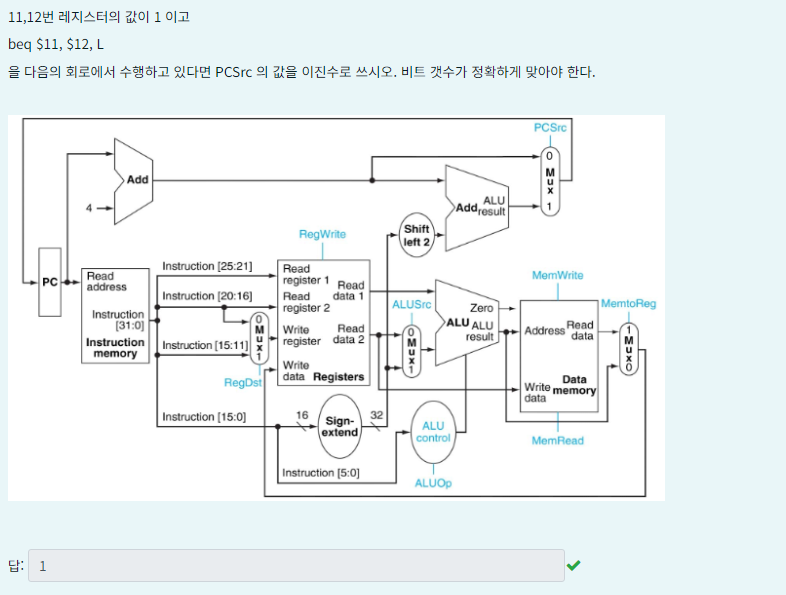 11,12번 레지스터의 값이 1 이고
beq $11, $12, L
을 다음의 회로에서 수행하고 있다면 PCSrc 의 값을 이진수로 쓰시오. 비트 갯수가 정확하게 맞아야 한다.
PCSrc
0
M
u
x
1
Add
4
ALU
Add result
Shift
left 2
RegWrite
PC
Read
address
Instruction
[31:0]
Instruction
memory
Instruction [25:21]
Instruction [20:16]
Instruction [15:11]
Instruction [15:0]
0
M
u
x
1
RegDst
Read
register 1
Read
data 1
Read
register 2
Write
register
Read
data 2
Write
data
Registers
ALUSrc
0
M
u
x
1
Zero
ALU
ALU
result
MemWrite
Address
Read
data
Write
data
Data
memory
MemRead
MemtoReg
1
M
u
x
0
16
Sign-
extend
32
ALU
control
ALUOp
Instruction [5:0]
답:
1